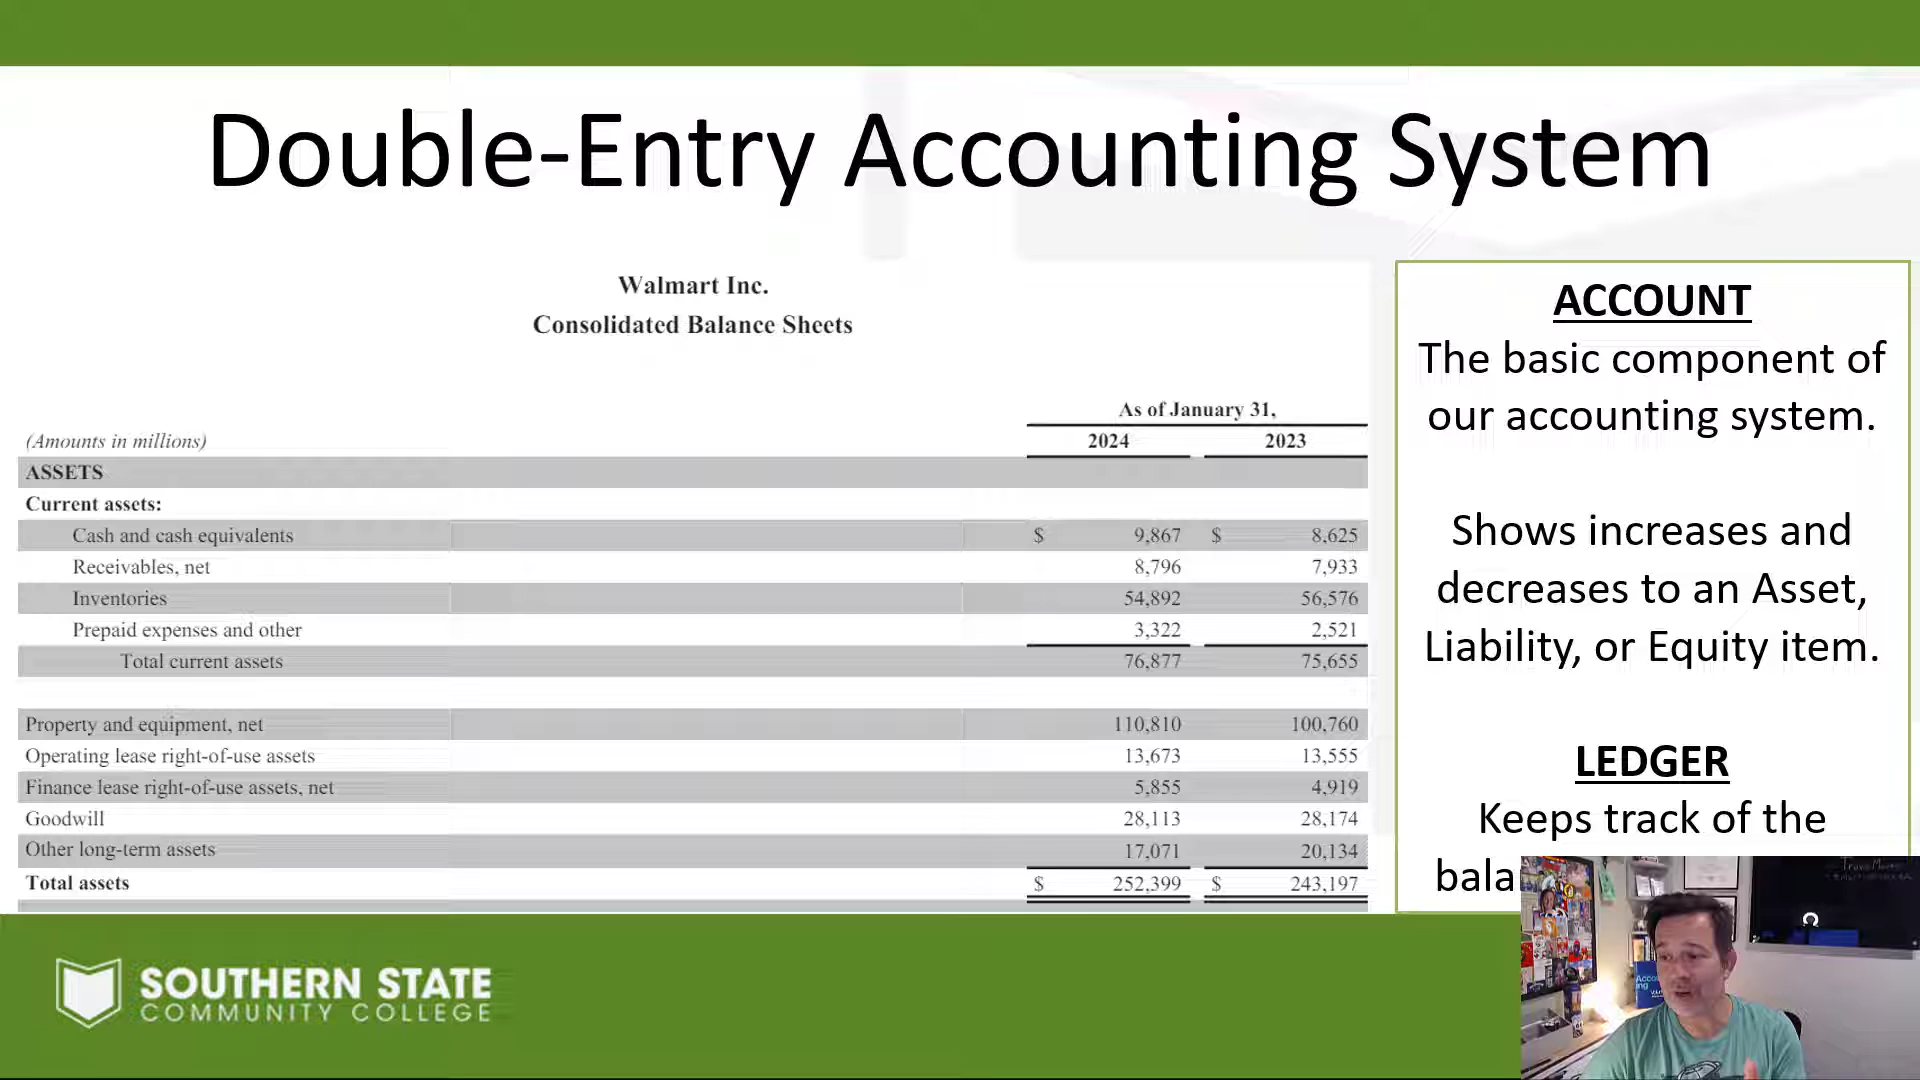 Double-Entry Accounting System
Walmart Inc.
Consolidated Balance Sheets
As of January 31,
(Amounts in millions) 2024 2023
ASSETS
Current assets:
Cash and cash equivalents $ 9,867 $ 8,625
Receivables, net 8,796 7,933
Inventories 54,892 56,576
Prepaid expenses and other 3,322 2,521
Total current assets 76,877 75,655
Property and equipment, net 110,810 100,760
Operating lease right-of-use assets 13,673 13,555
Finance lease right-of-use assets, net 5,855 4,919
Goodwill 28,113 28,174
Other long-term assets 17,071 20,134
Total assets $ 252,399 $ 243,197
ACCOUNT
The basic component of
our accounting system.
Shows increases and
decreases to an Asset,
Liability, or Equity item.
LEDGER
Keeps track of the
bala
SOUTHERN STATE
COMMUNITY COLLEGE